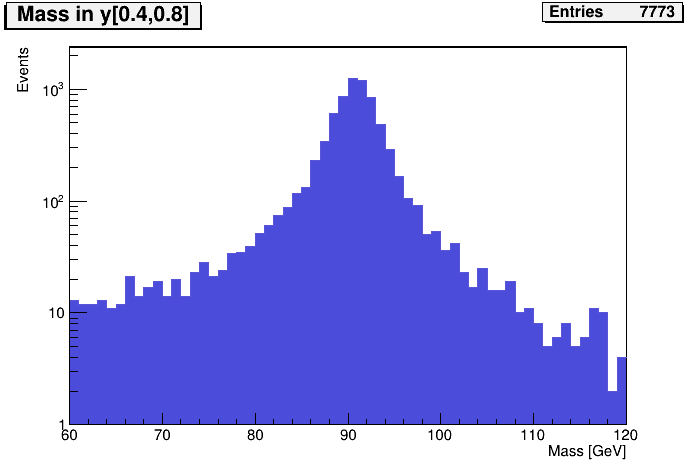 Mass in y[0.4,0.8]
Entries 7773
Events
10³
10²
10
1
60 70 80 90 100 110 120
Mass [GeV]